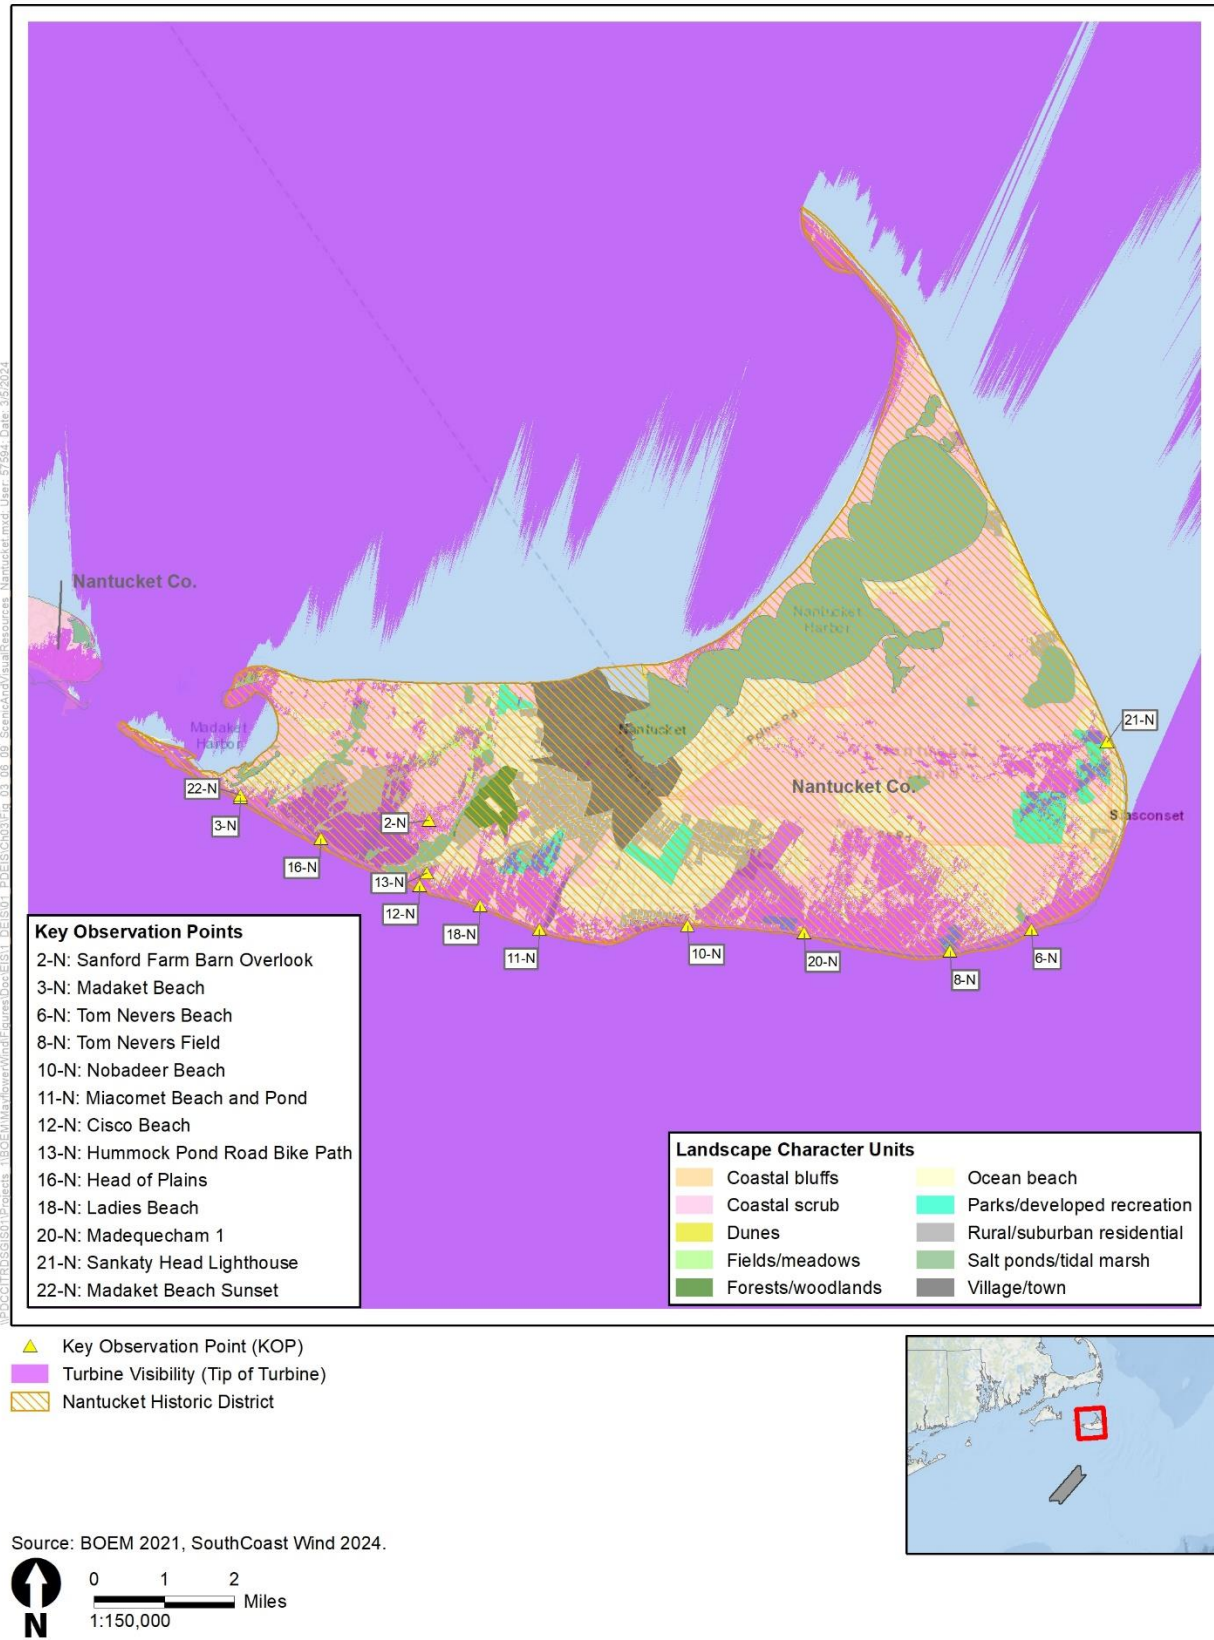 Nantucket Co.
Nantucket
Harbor
Madaket
Harbor
Nantucket
Polpis Rd
21-N
Nantucket Co.
Siasconset
22-N
3-N
2-N
16-N
13-N
12-N
18-N
11-N
10-N
20-N
8-N
6-N
Key Observation Points
2-N: Sanford Farm Barn Overlook
3-N: Madaket Beach
6-N: Tom Nevers Beach
8-N: Tom Nevers Field
10-N: Nobadeer Beach
11-N: Miacomet Beach and Pond
12-N: Cisco Beach
13-N: Hummock Pond Road Bike Path
16-N: Head of Plains
18-N: Ladies Beach
20-N: Madequecham 1
21-N: Sankaty Head Lighthouse
22-N: Madaket Beach Sunset
Landscape Character Units
Coastal bluffs
Coastal scrub
Dunes
Fields/meadows
Forests/woodlands
Ocean beach
Parks/developed recreation
Rural/suburban residential
Salt ponds/tidal marsh
Village/town
Key Observation Point (KOP)
Turbine Visibility (Tip of Turbine)
Nantucket Historic District
Source: BOEM 2021, SouthCoast Wind 2024.
N
0 1 2
Miles
1:150,000